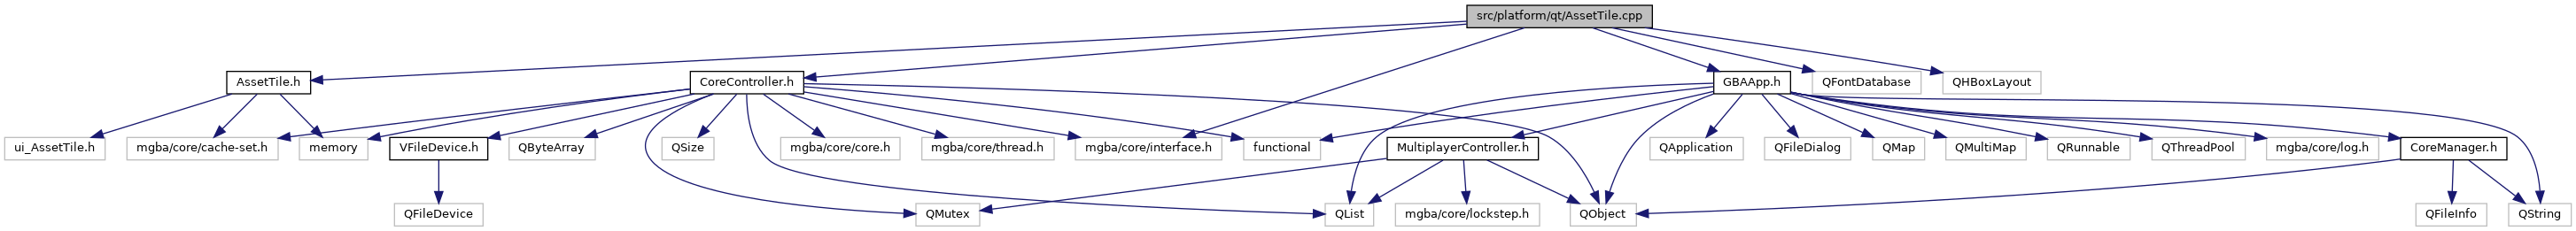 src/platform/qt/AssetTile.cpp
AssetTile.h
CoreController.h
GBAApp.h
QFontDatabase
QHBoxLayout
ui_AssetTile.h
mgba/core/cache-set.h
memory
VFileDevice.h
QByteArray
QSize
mgba/core/core.h
mgba/core/thread.h
mgba/core/interface.h
functional
MultiplayerController.h
QApplication
QFileDialog
QMap
QMultiMap
QRunnable
QThreadPool
mgba/core/log.h
CoreManager.h
QFileDevice
QMutex
QList
mgba/core/lockstep.h
QObject
QFileInfo
QString